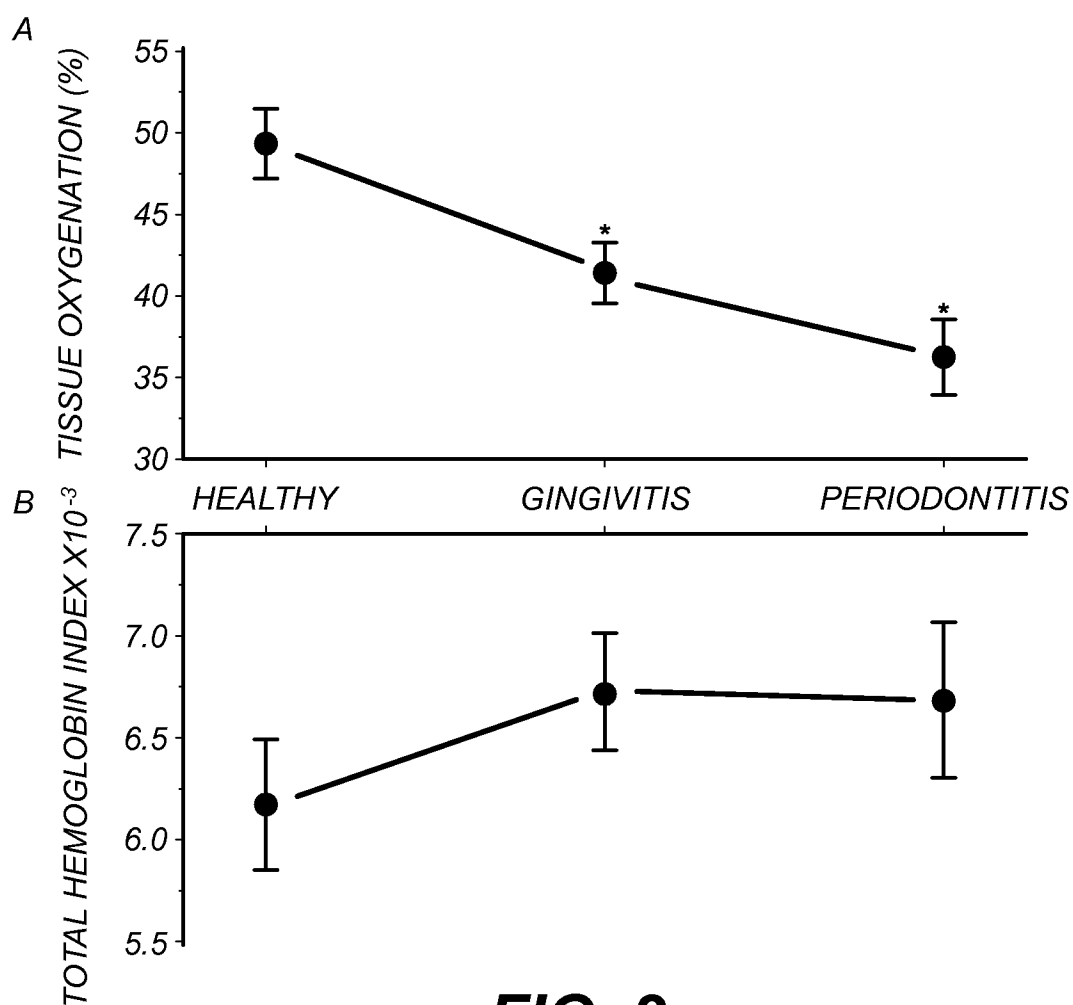 A
TISSUE OXYGENATION (%)
55
50
45
40
35
30
*
*
HEALTHY GINGIVITIS PERIODONTITIS
B
TOTAL HEMOGLOBIN INDEX X10⁻³
7.5
7.0
6.5
6.0
5.5